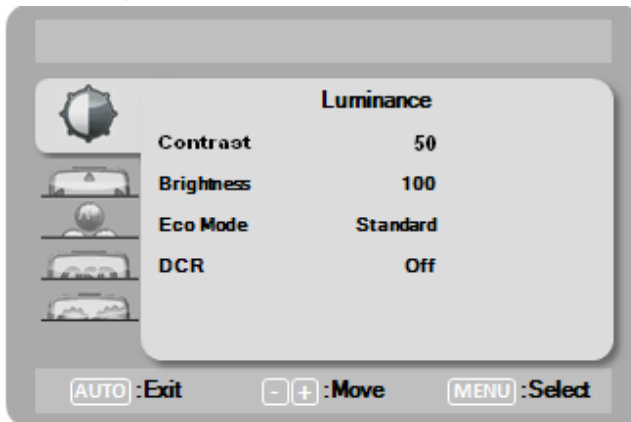 Luminance
Contrast 50
Brightness 100
Eco Mode Standard
DCR Off
AUTO :Exit - + :Move MENU :Select